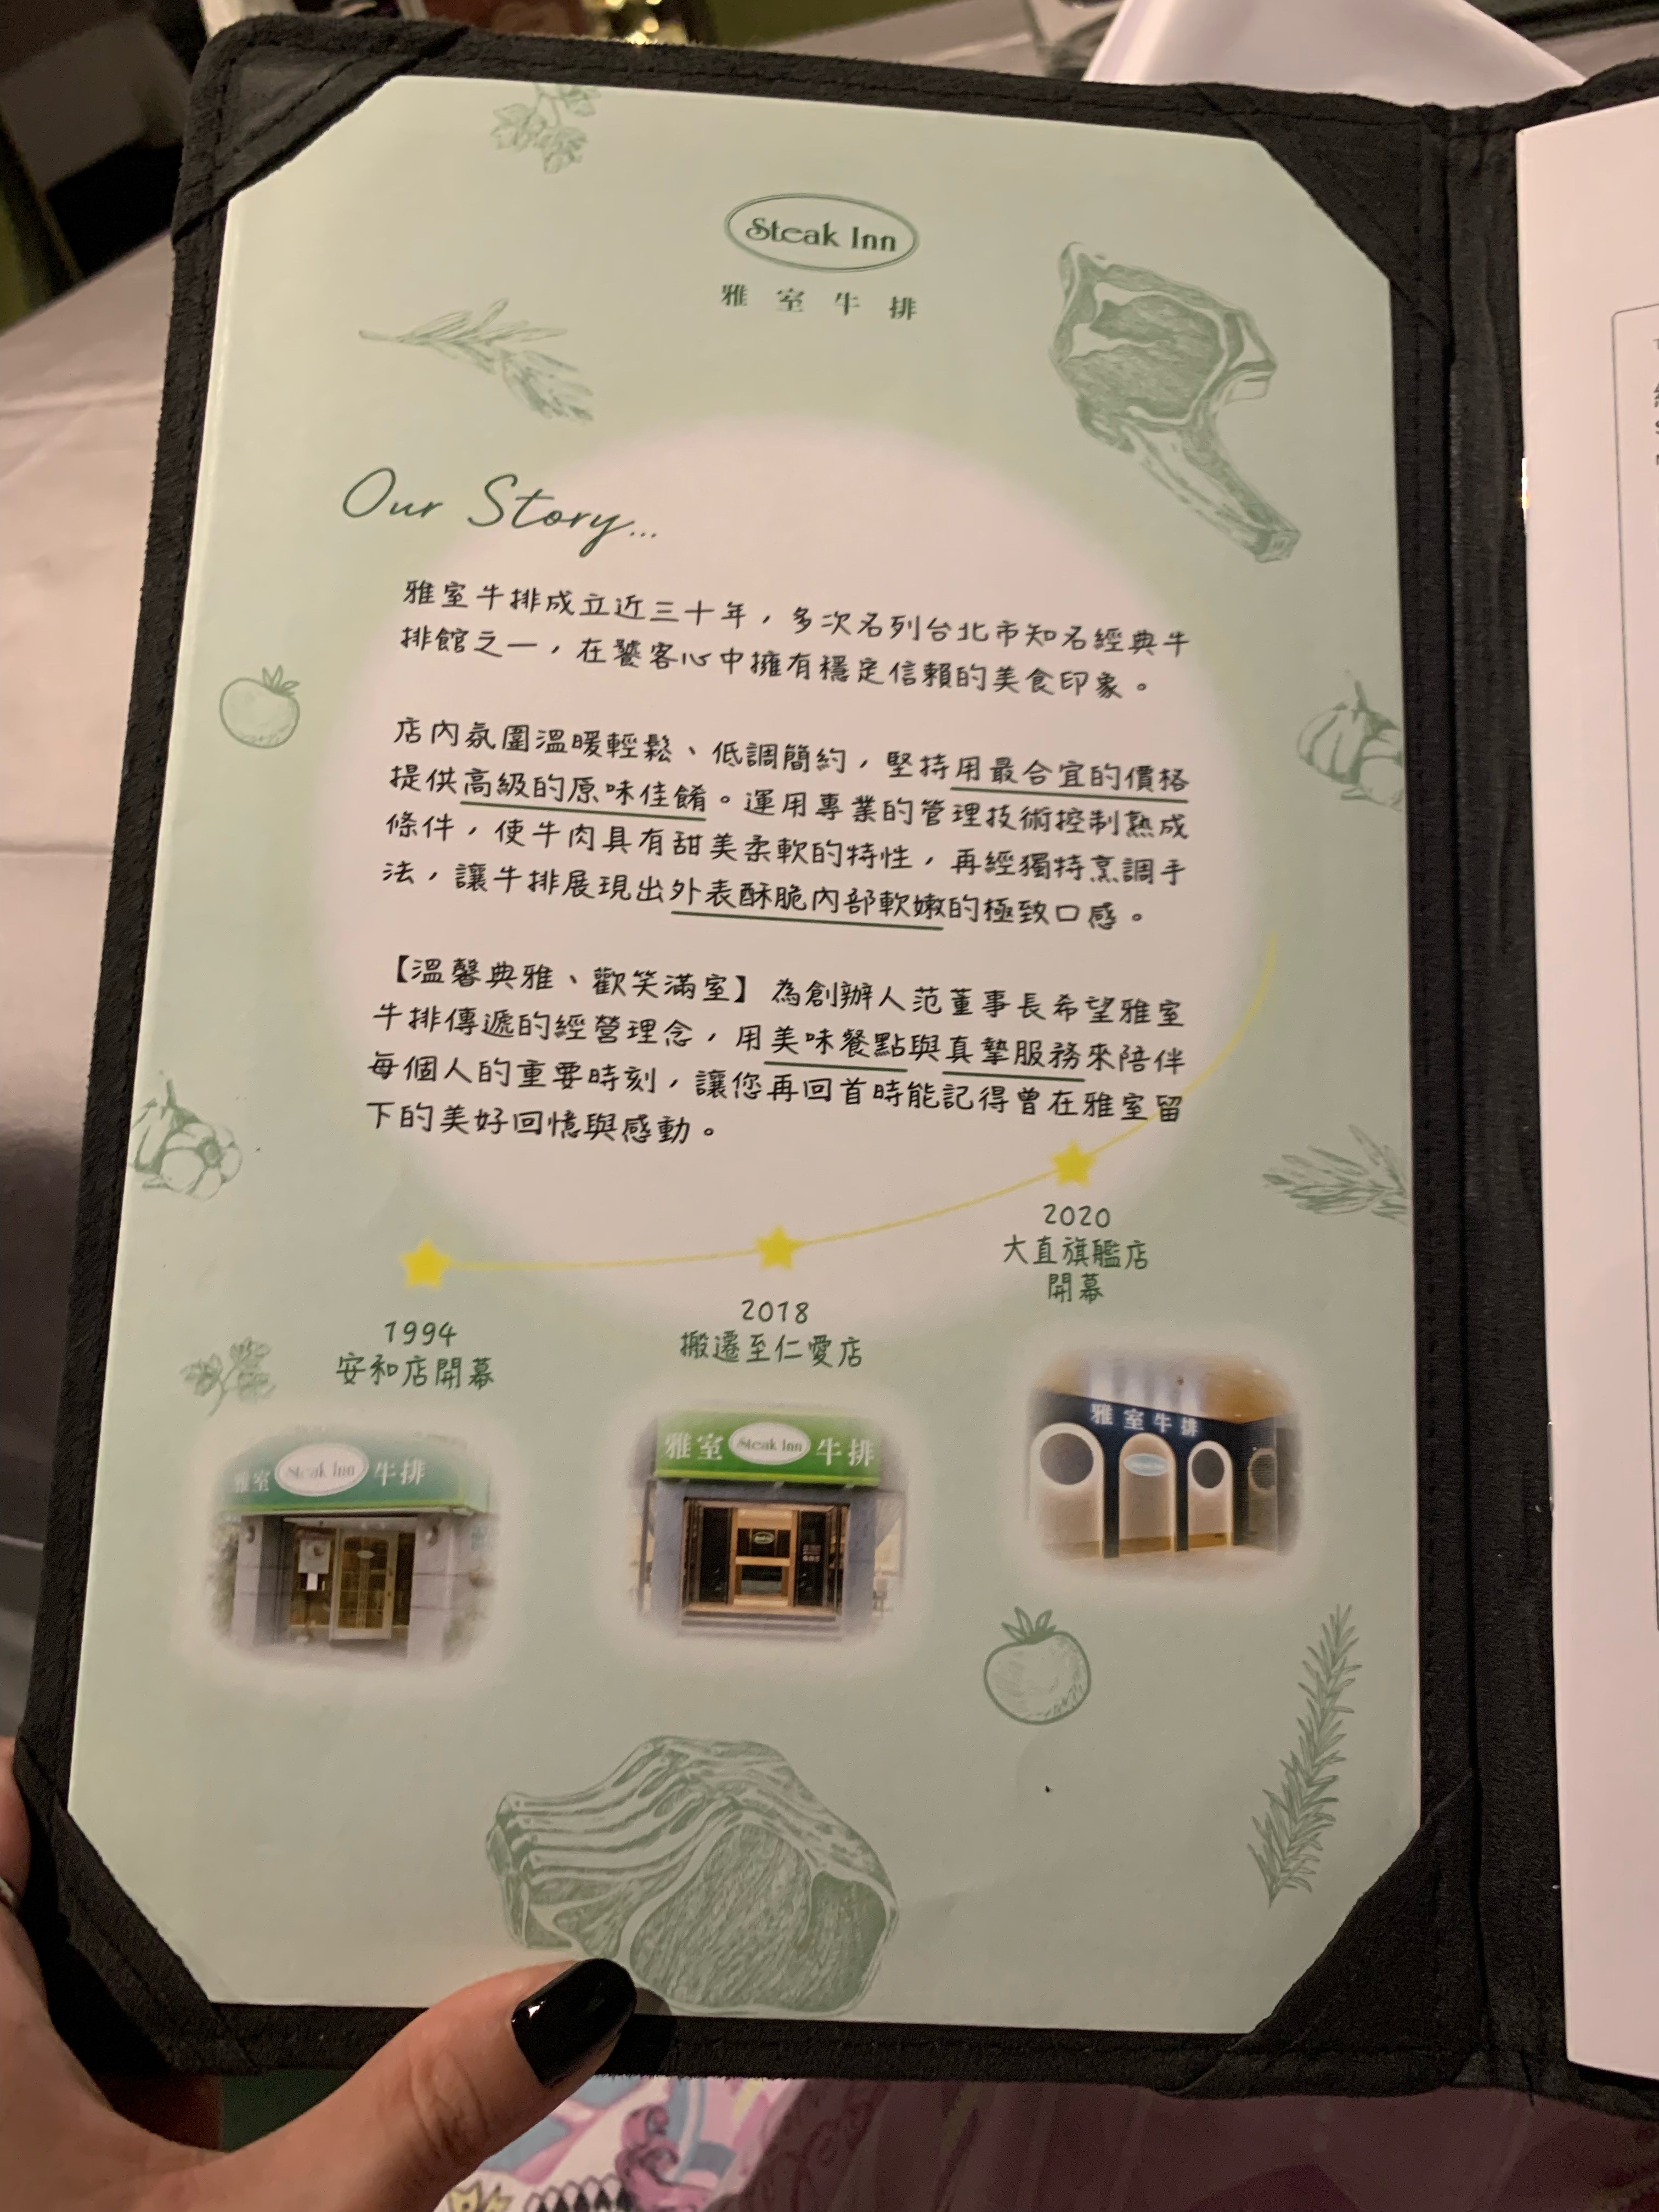 Steak Inn
雅室牛排
Our Story...
雅室牛排成立近三十年，多次名列台北市知名經典牛
排館之一，在饕客心中擁有穩定信賴的美食印象。
店內氛圍溫暖輕鬆、低調簡約，堅持用最合宜的價格
提供高級的原味佳餚。運用專業的管理技術控制熟成
條件，使牛肉具有甜美柔軟的特性，再經獨特烹調手
法，讓牛排展現出外表酥脆內部軟嫩的極致口感。
【溫馨典雅、歡笑滿室】為創辦人范董事長希望雅室
牛排傳遞的經營理念，用美味餐點與真摯服務來陪伴
每個人的重要時刻，讓您再回首時能記得曾在雅室留
下的美好回憶與感動。
1994
安和店開幕
2018
搬遷至仁愛店
2020
大直旗艦店
開幕
雅室 Steak Inn 牛排
雅室 Steak Inn 牛排
雅室牛排